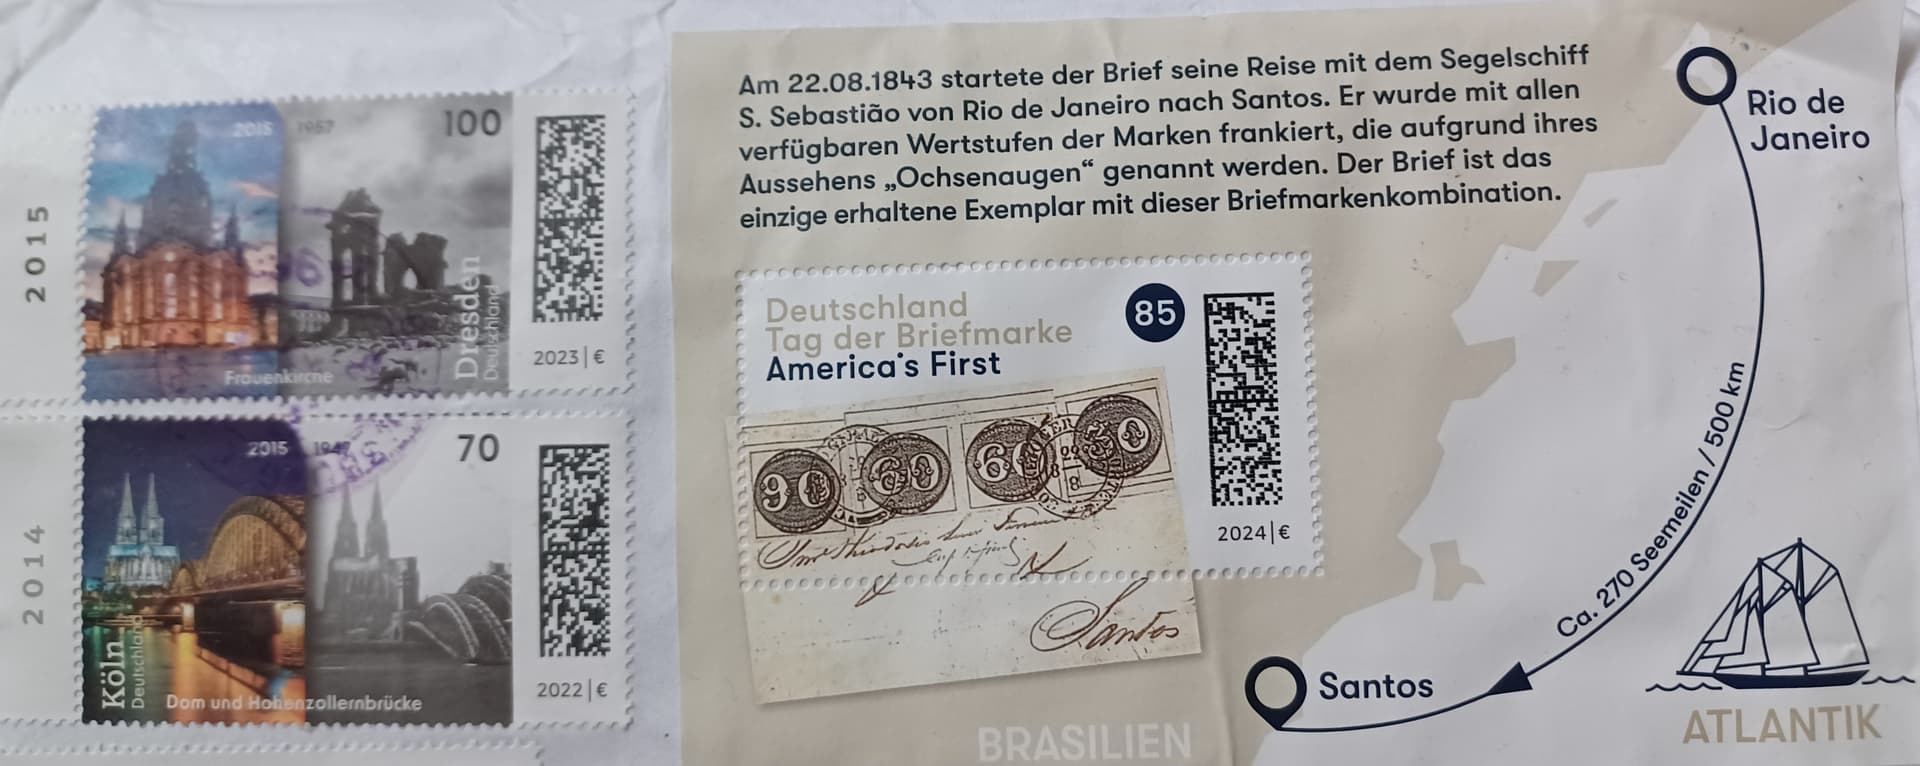 2015
2015 1957
100
Dresden
Deutschland
Frauenkirche
2023|€
2014
2015 1947
70
Köln
Deutschland
Dom und Hohenzollernbrücke
2022|€
Am 22.08.1843 startete der Brief seine Reise mit dem Segelschiff
S. Sebastião von Rio de Janeiro nach Santos. Er wurde mit allen
verfügbaren Wertstufen der Marken frankiert, die aufgrund ihres
Aussehens „Ochsenaugen“ genannt werden. Der Brief ist das
einzige erhaltene Exemplar mit dieser Briefmarkenkombination.
Deutschland
Tag der Briefmarke
America's First
85
90 60 60 30
2024|€
Santos
BRASILIEN
Rio de
Janeiro
Ca. 270 Seemeilen / 500 km
Santos
ATLANTIK